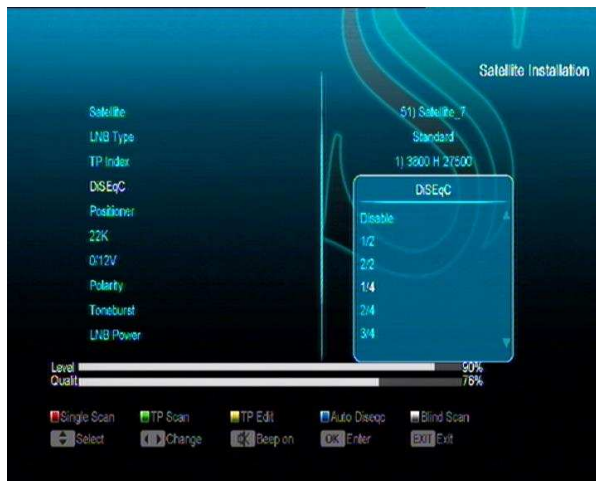 Satellite Installation
Satellite 51) Satellite_7
LNB Type Standard
TP Index 1) 3800 H 27500
DiSEqC DiSEqC
Positioner Disable
22K 1/2
0/12V 2/2
Polarity 1/4
Toneburst 2/4
LNB Power 3/4
Level 90%
Qualit 76%
Single Scan TP Scan TP Edit Auto Diseqc Blind Scan
Select Change Beep on OK Enter EXIT Exit